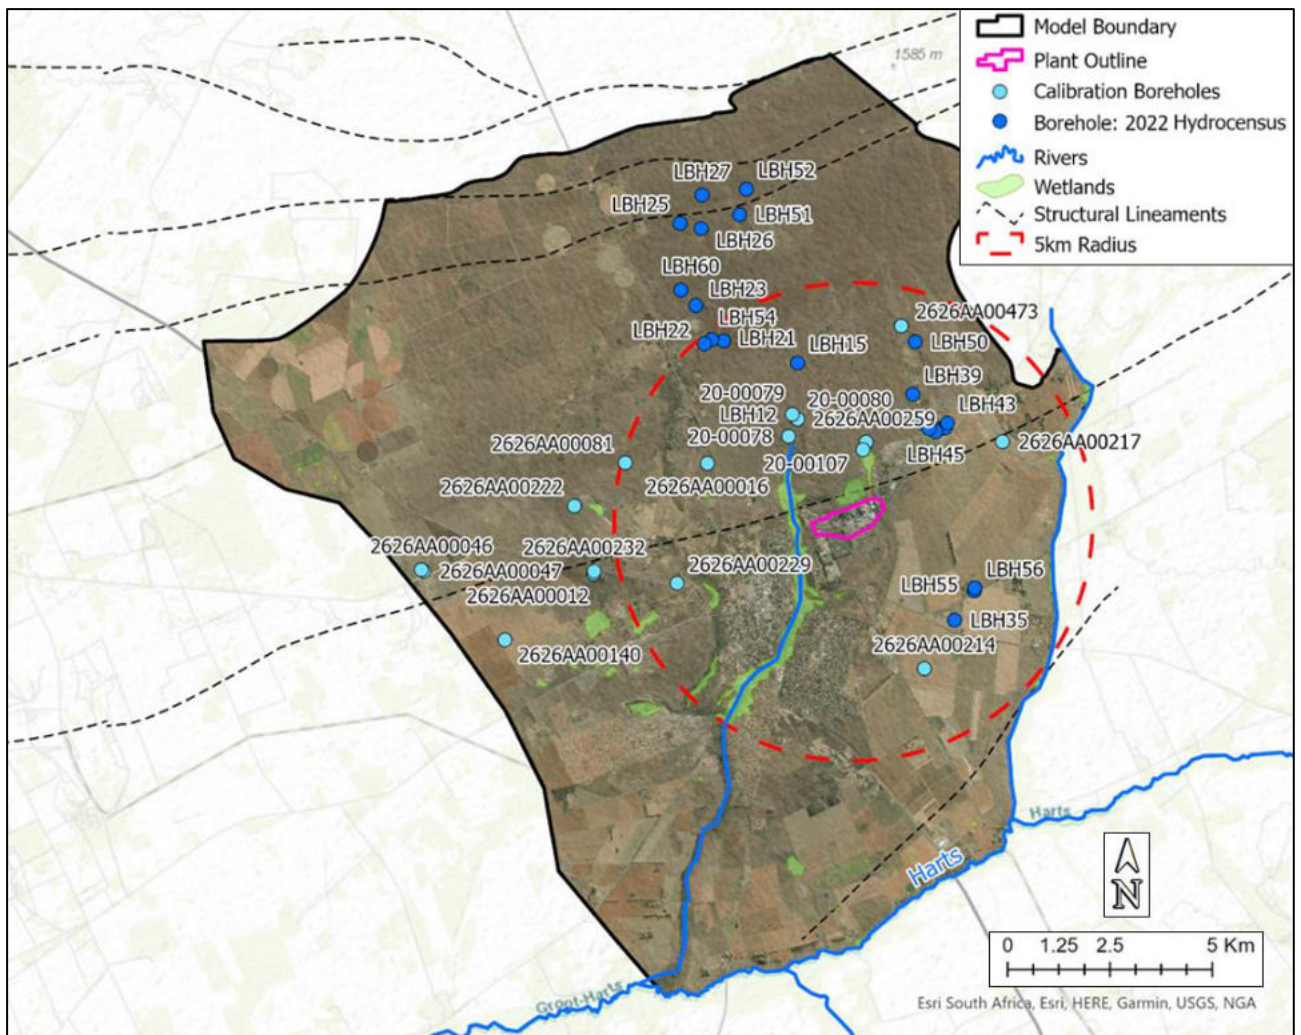 1585 m
Model Boundary
Plant Outline
Calibration Boreholes
Borehole: 2022 Hydrocensus
Rivers
Wetlands
Structural Lineaments
5km Radius
LBH27
LBH52
LBH25
LBH51
LBH26
LBH60
LBH23
2626AA00473
LBH54
LBH22
LBH21
LBH50
LBH15
LBH39
20-00079
20-00080
LBH43
LBH12
2626AA00259
20-00078
LBH45
2626AA00217
2626AA00081
20-00107
2626AA00222
2626AA00016
2626AA00046
2626AA00232
2626AA00047
2626AA00229
2626AA00012
LBH55
LBH56
LBH35
2626AA00140
2626AA00214
Harts
Harts
Groot-Harts
N
0 1.25 2.5 5 Km
Esri South Africa, Esri, HERE, Garmin, USGS, NGA